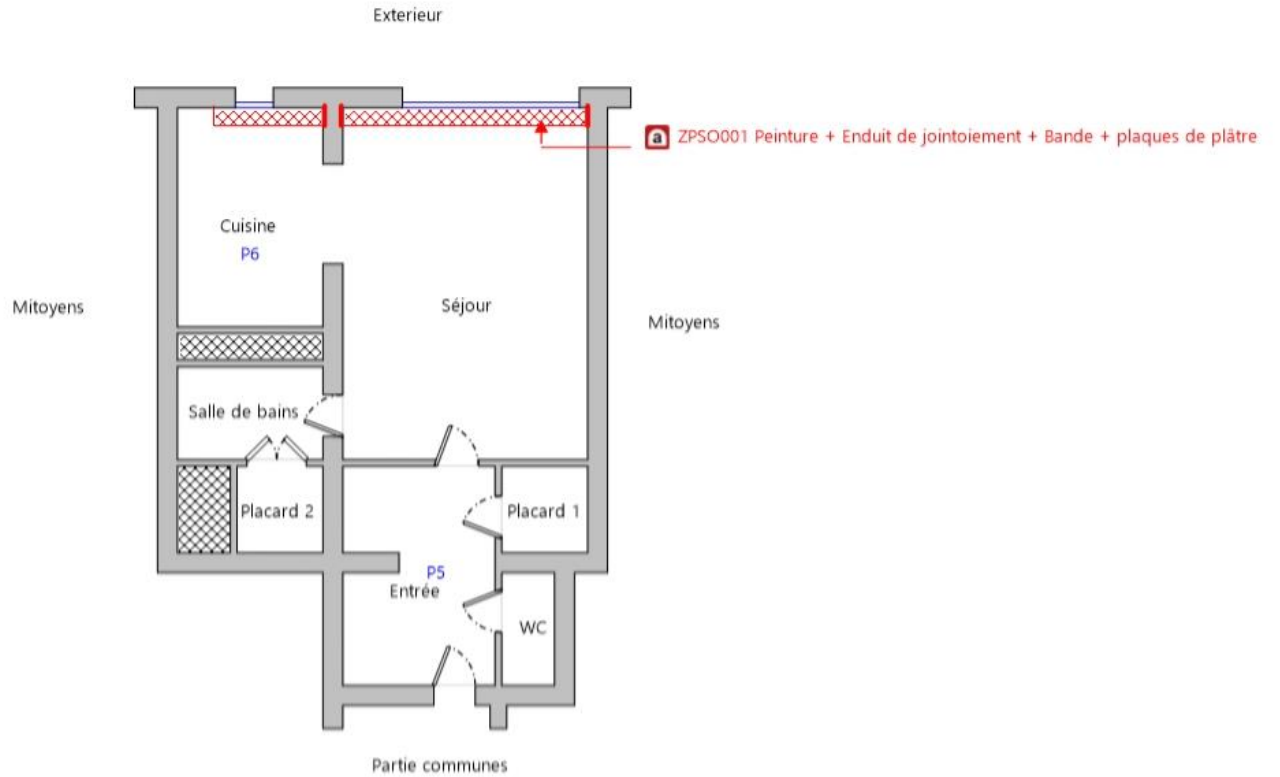 Exterieur
a ZPSO001 Peinture + Enduit de jointoiement + Bande + plaques de plâtre
Cuisine
P6
Mitoyens
Séjour
Mitoyens
Salle de bains
Placard 2
Placard 1
P5
Entrée
WC
Partie communes